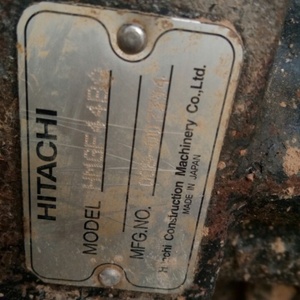 HITACHI
MODEL HMGF44BA
MFG.NO.
Hitachi Construction Machinery Co., Ltd.
MADE IN JAPAN